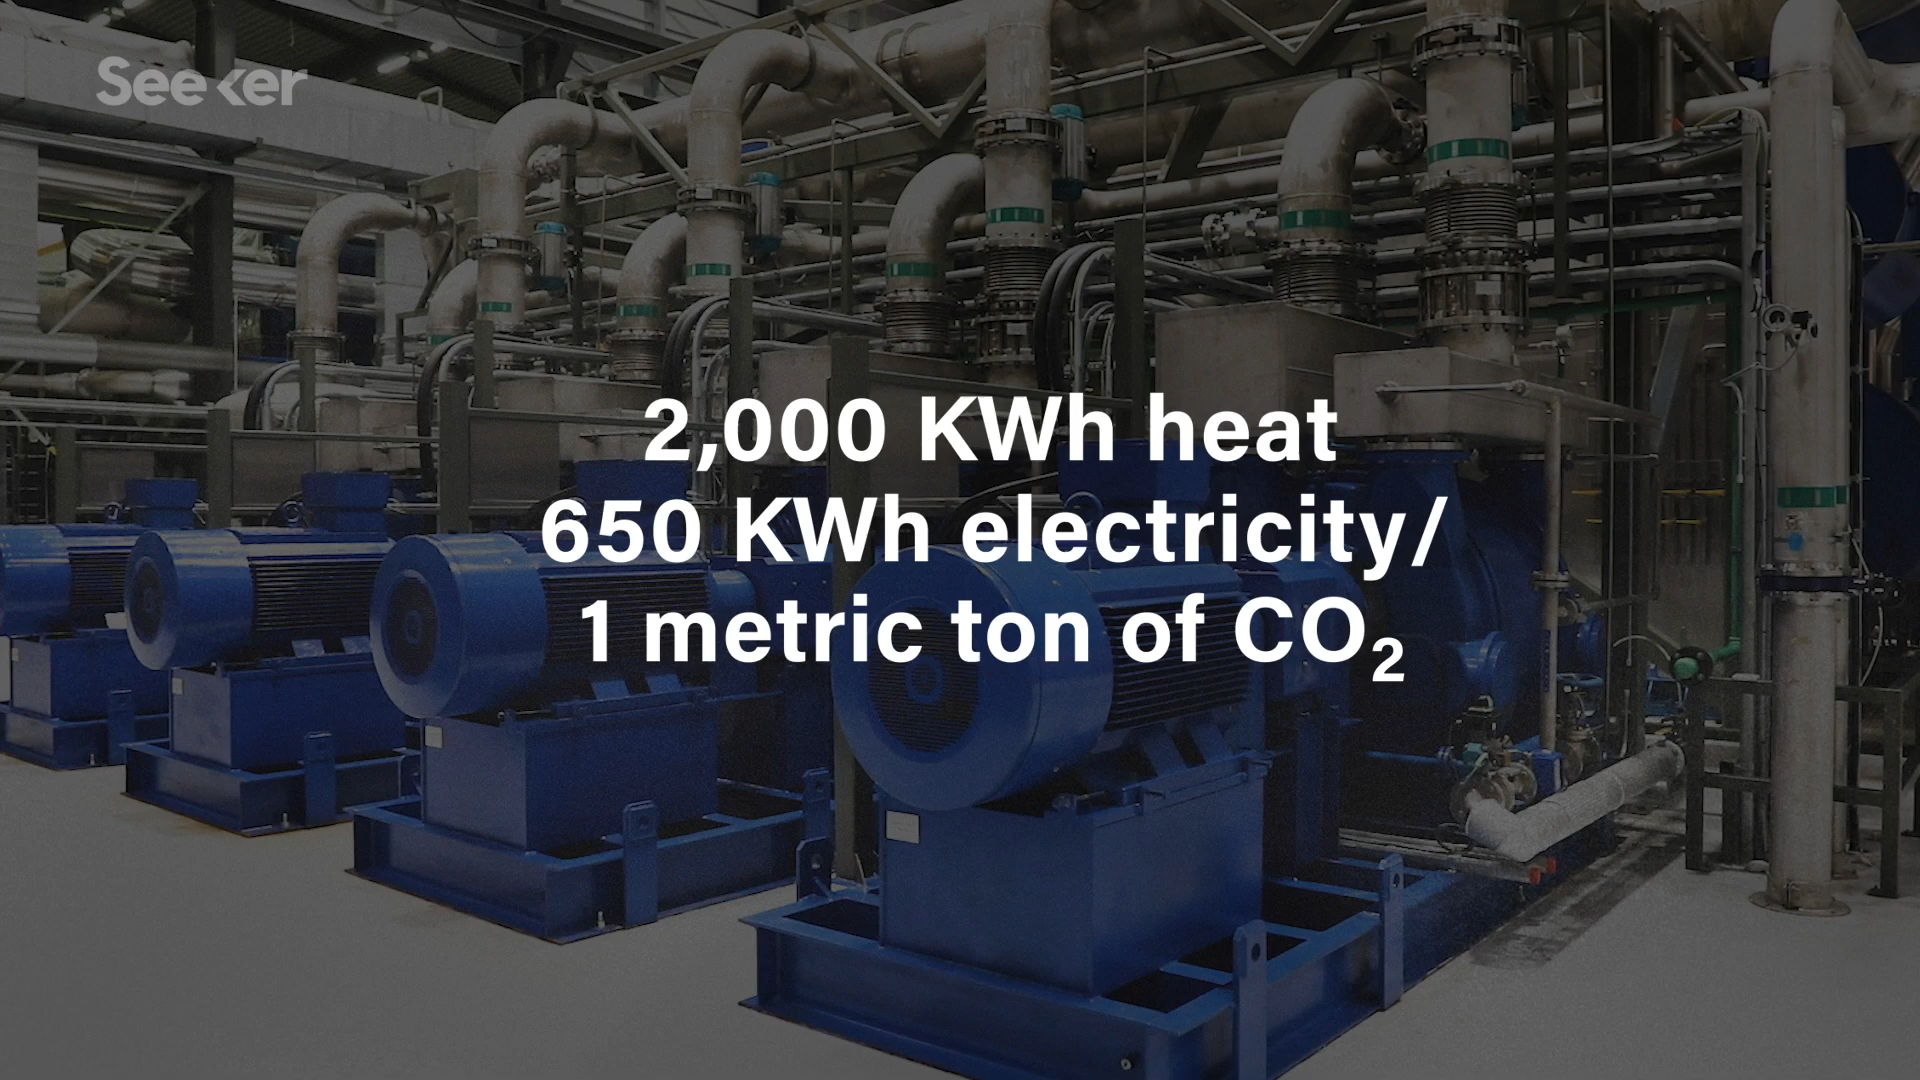 Seeker
2,000 KWh heat
650 KWh electricity/
1 metric ton of CO₂